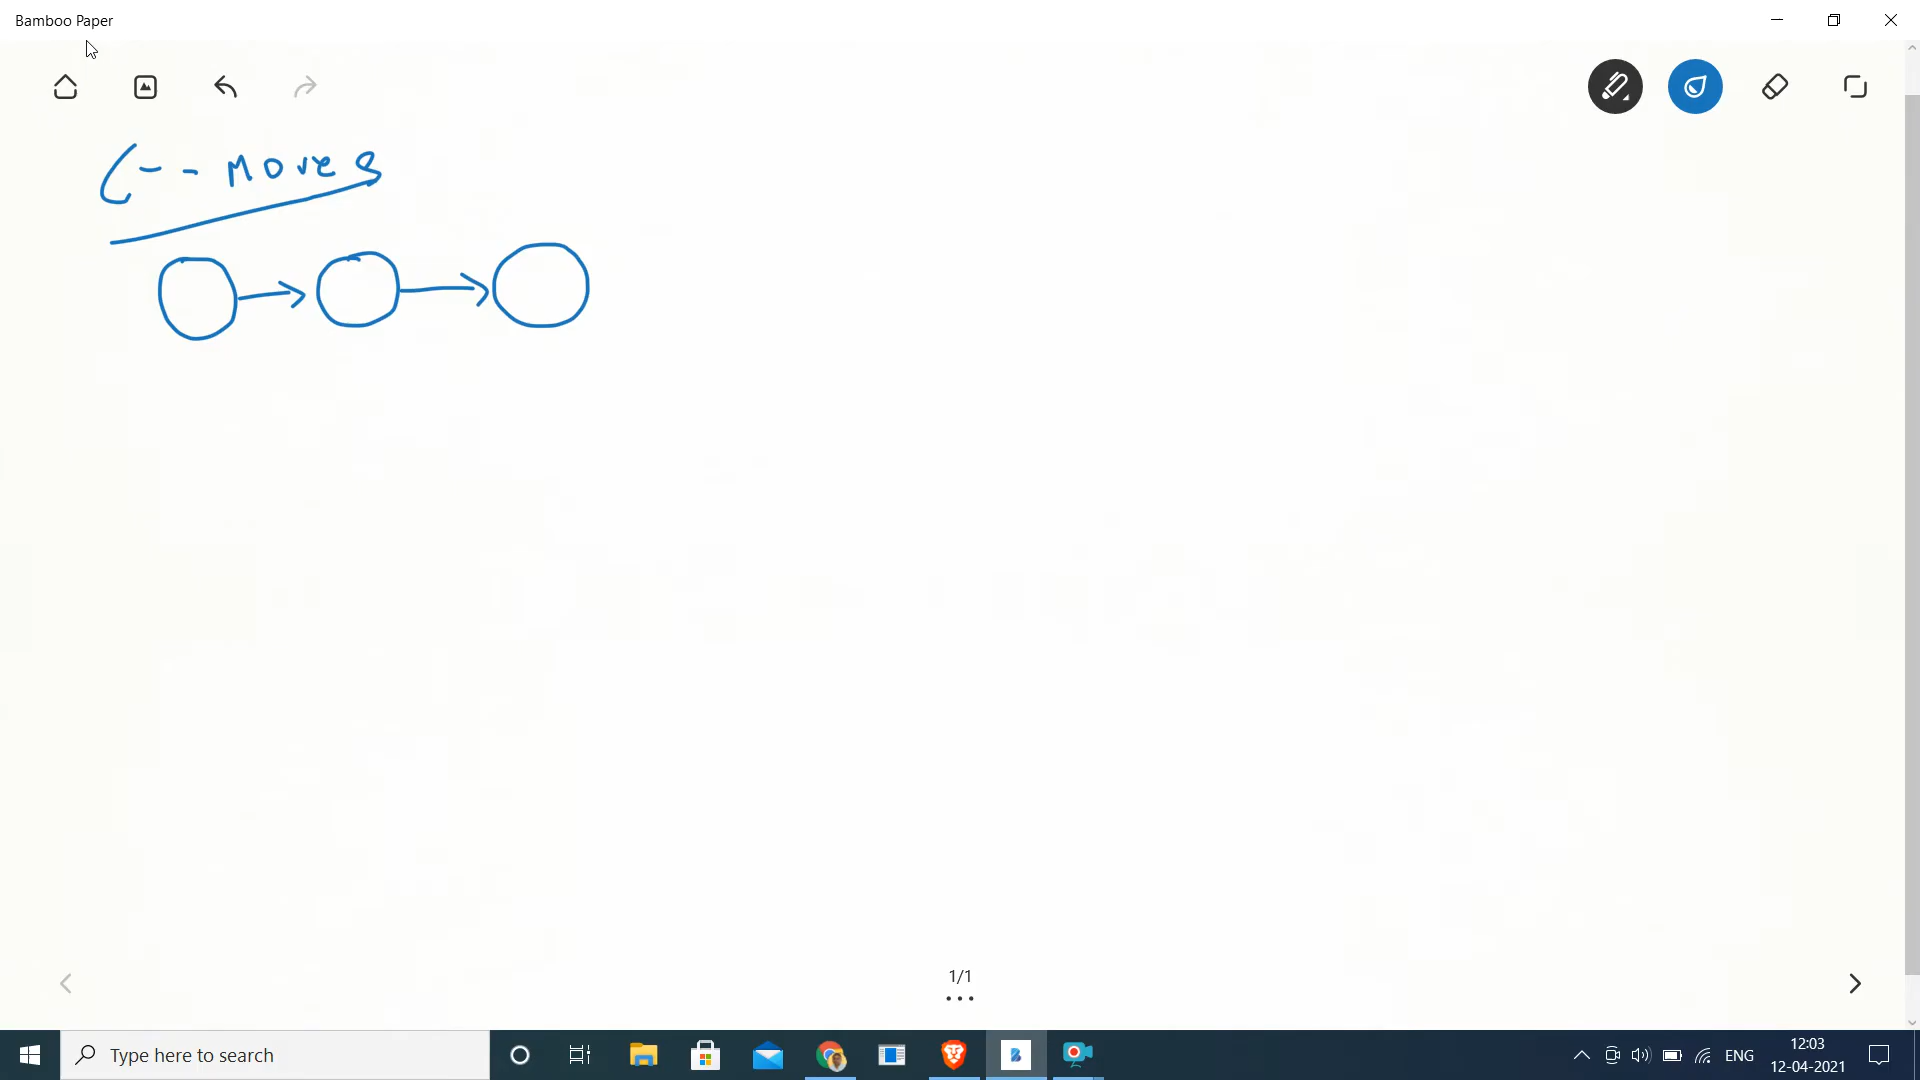 Bamboo Paper
(-- Moves
1/1
Type here to search
ENG
12:03
12-04-2021